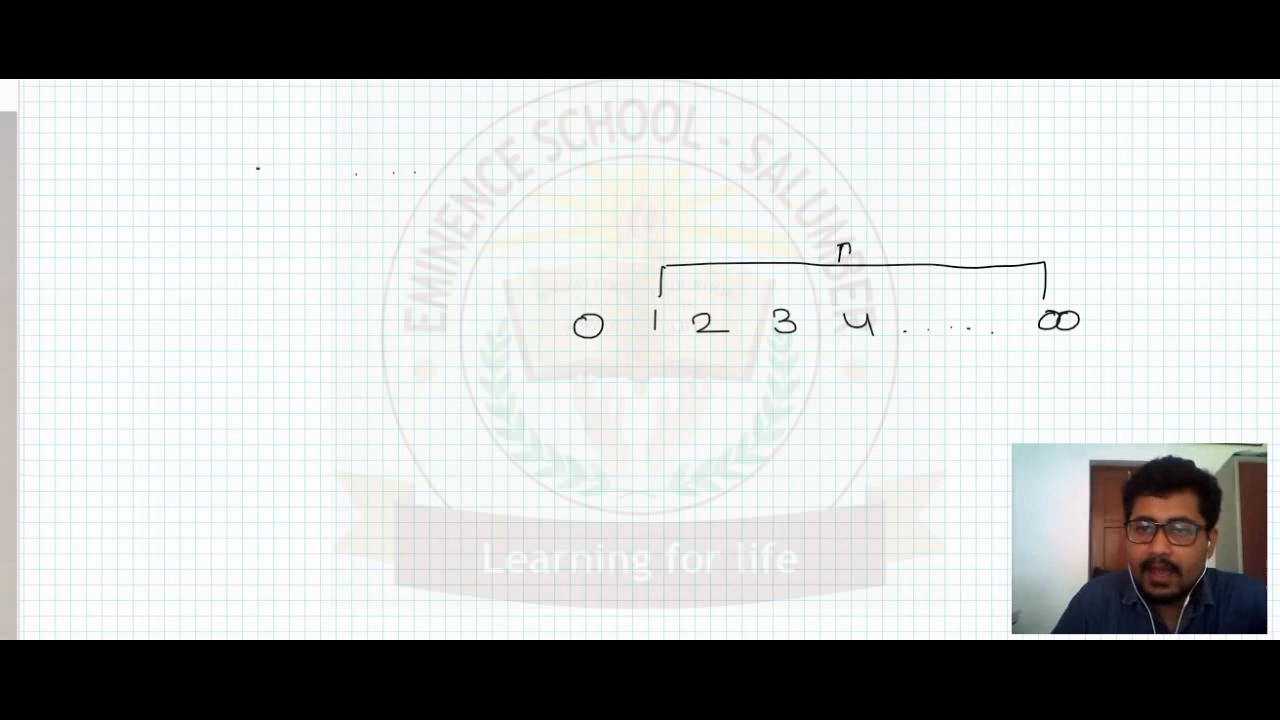 EMINENCE SCHOOL - SALUMBER
n
0 1 2 3 4 ...... ∞
Learning for life